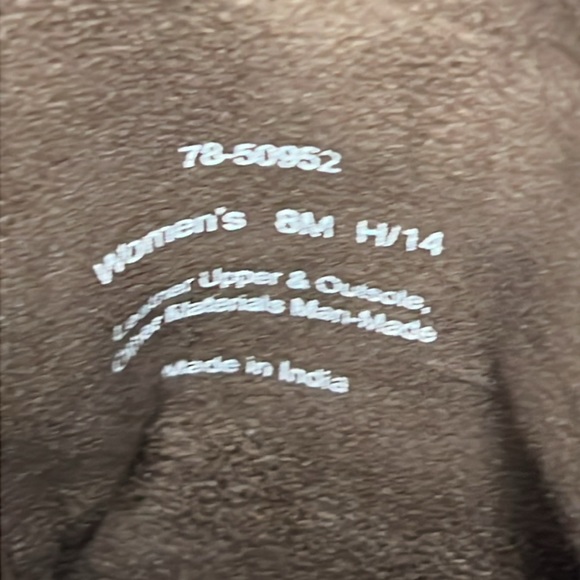 78-50952
Women's 8M H/14
Leather Upper & Outsole,
Other Materials Man-Made
Made in India